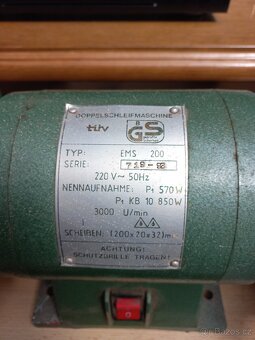 DOPPELSCHLEIFMASCHINE
tüv
GS
TYP: EMS 200
SERIE:
220 V~ 50Hz
NENNAUFNAHME: P1 570W
P1 KB 10 850W
3000 U/min
SCHEIBEN: (200x20x32)m
ACHTUNG:
SCHUTZBRILLE TRAGEN!